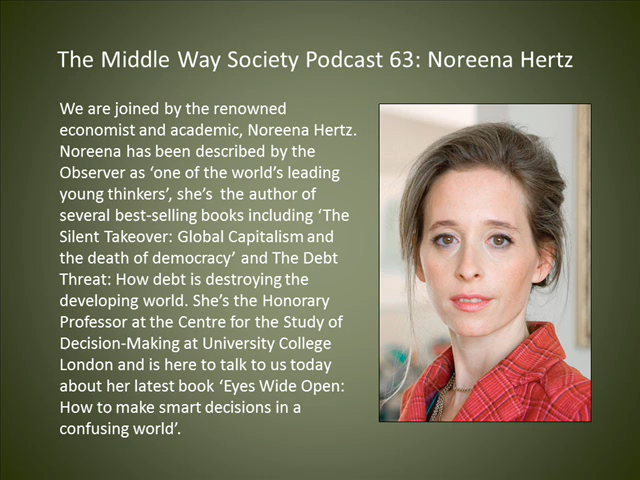 The Middle Way Society Podcast 63: Noreena Hertz
We are joined by the renowned
economist and academic, Noreena Hertz.
Noreena has been described by the
Observer as ‘one of the world’s leading
young thinkers’, she’s  the author of
several best-selling books including ‘The
Silent Takeover: Global Capitalism and
the death of democracy’ and The Debt
Threat: How debt is destroying the
developing world. She’s the Honorary
Professor at the Centre for the Study of
Decision-Making at University College
London and is here to talk to us today
about her latest book ‘Eyes Wide Open:
How to make smart decisions in a
confusing world’.